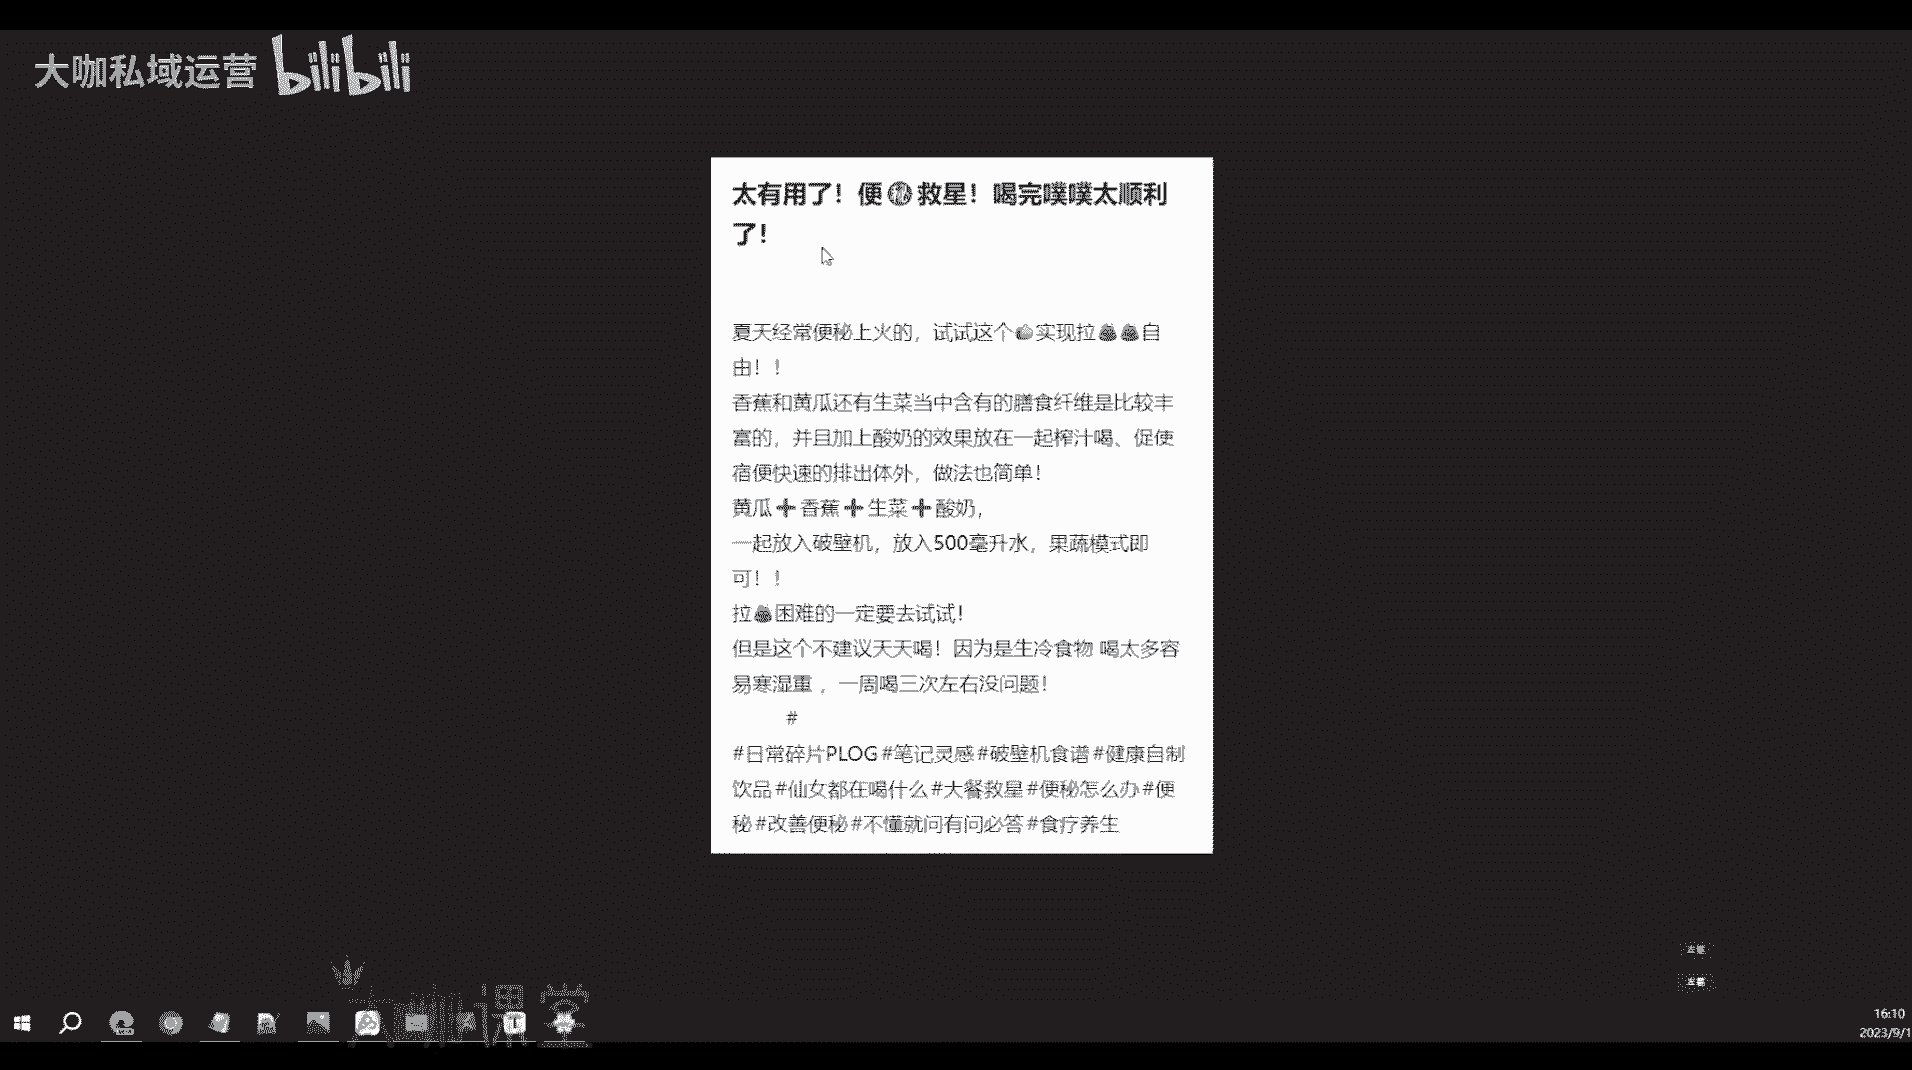 大咖私域运营 bilibili
太有用了！便㊙救星！喝完噗噗太顺利
了！
夏天经常便秘上火的，试试这个👍实现拉💩💩自
由！！
香蕉和黄瓜还有生菜当中含有的膳食纤维是比较丰
富的，并且加上酸奶的效果放在一起榨汁喝、促使
宿便快速的排出体外，做法也简单！
黄瓜➕香蕉➕生菜➕酸奶，
一起放入破壁机，放入500毫升水，果蔬模式即
可！！
拉💩困难的一定要去试试！
但是这个不建议天天喝！因为是生冷食物 喝太多容
易寒湿重 ，一周喝三次左右没问题！
#
#日常碎片PLOG#笔记灵感#破壁机食谱#健康自制
饮品#仙女都在喝什么#大餐救星#便秘怎么办#便
秘#改善便秘#不懂就问有问必答#食疗养生
大咖课堂
16:10
2023/9/1